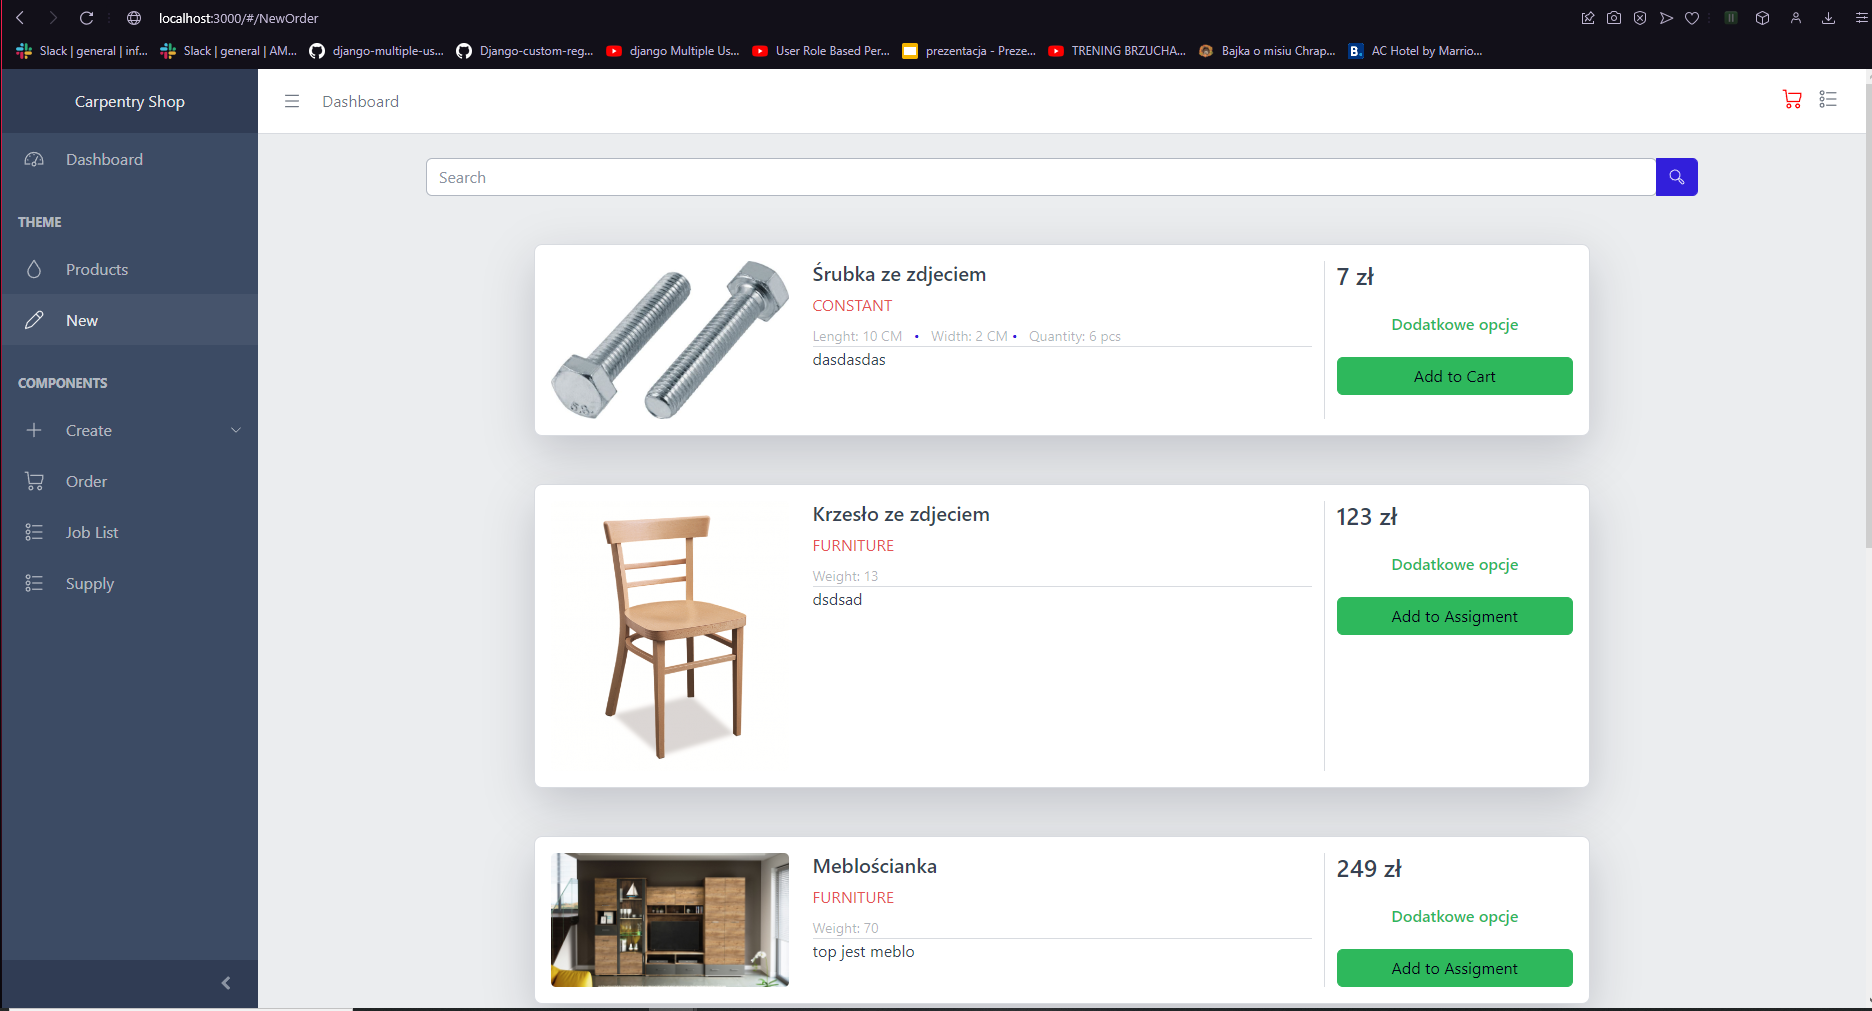 localhost:3000/#/NewOrder
Slack | general | inf...
Slack | general | AM...
django-multiple-us...
Django-custom-reg...
django Multiple Us...
User Role Based Per...
prezentacja - Preze...
TRENING BRZUCHA...
Bajka o misiu Chrap...
B.
AC Hotel by Marrio...
Carpentry Shop
Dashboard
THEME
Products
New
COMPONENTS
Create
Order
Job List
Supply
Dashboard
Search
Śrubka ze zdjeciem
CONSTANT
Lenght: 10 CM • Width: 2 CM • Quantity: 6 pcs
dasdasdas
7 zł
Dodatkowe opcje
Add to Cart
Krzesło ze zdjeciem
FURNITURE
Weight: 13
dsdsad
123 zł
Dodatkowe opcje
Add to Assigment
Meblościanka
FURNITURE
Weight: 70
top jest meblo
249 zł
Dodatkowe opcje
Add to Assigment